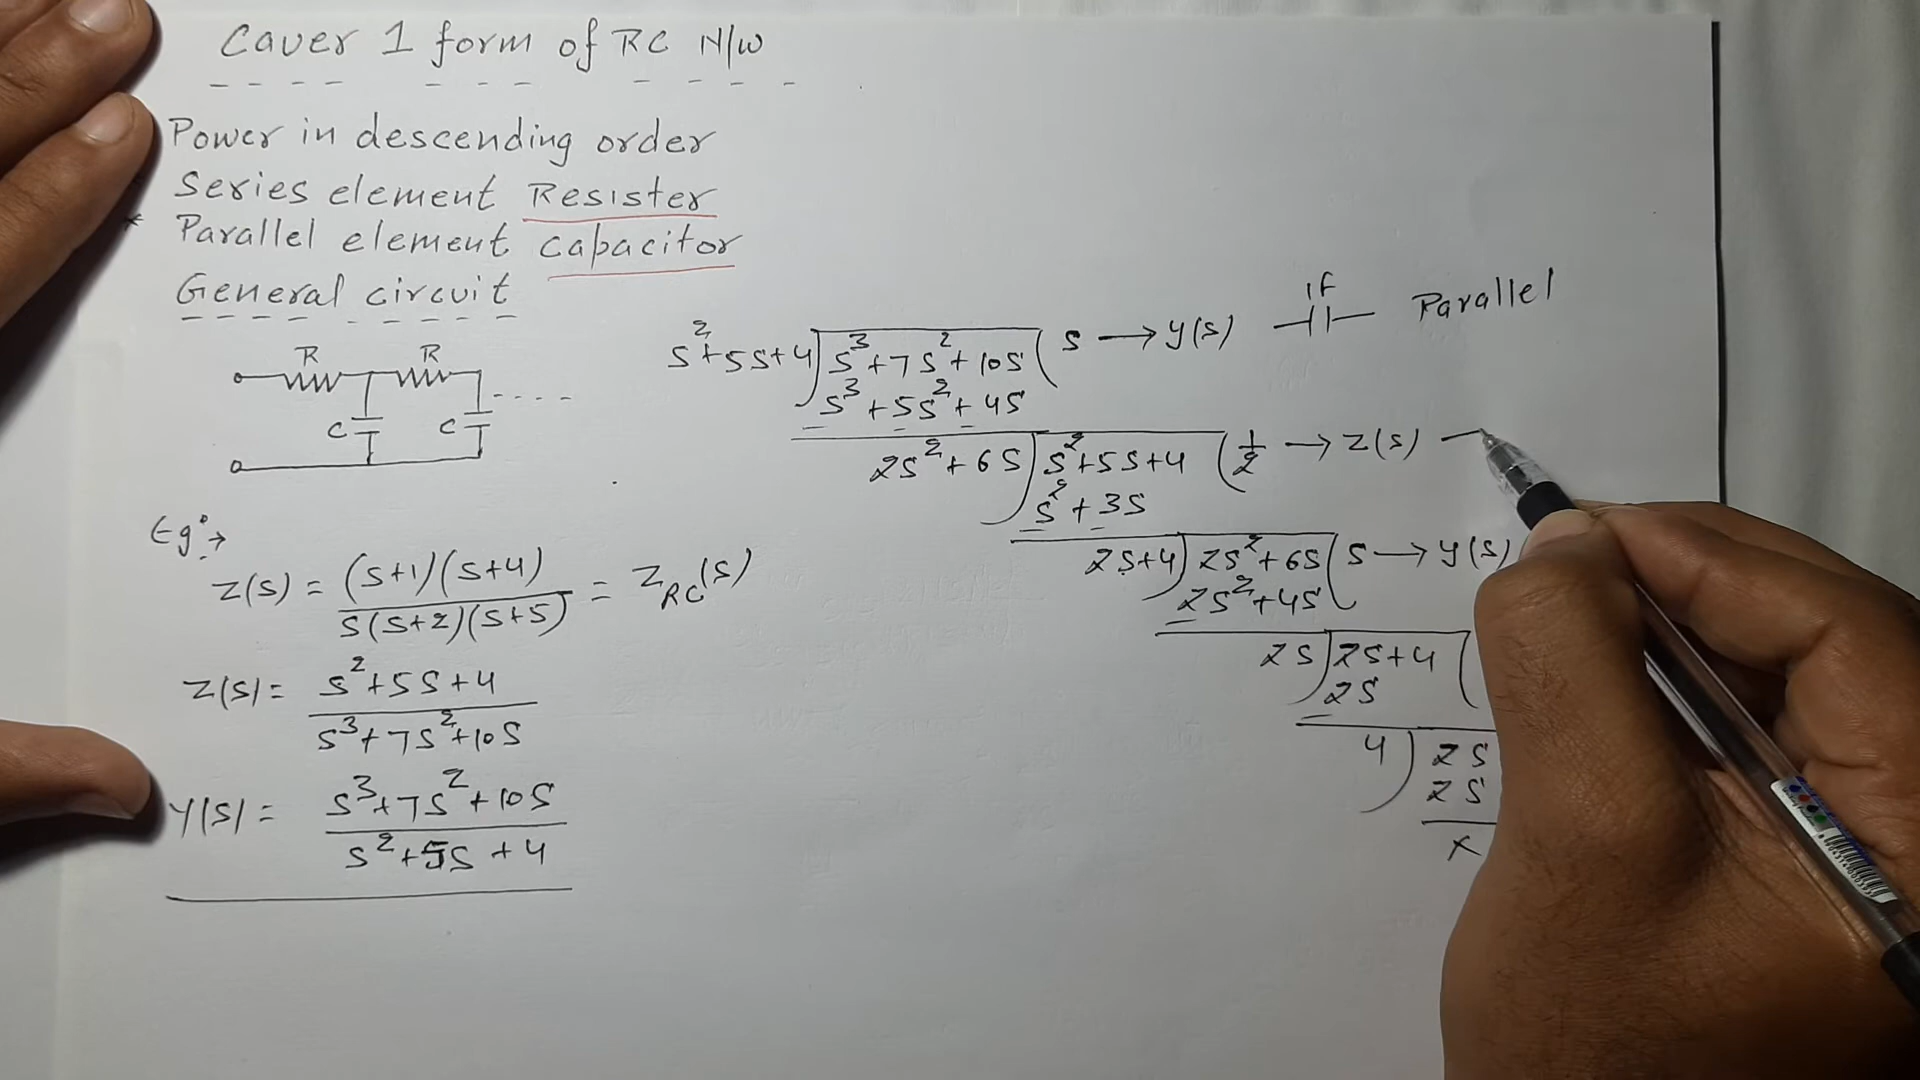 Cauer 1 form of RC N/W
Power in descending order
Series element Resister
* Parallel element capacitor
General circuit
R R
C C
Eg:→
Z(S) = (S+1)(S+4) / S(S+2)(S+5) = Z_RC(S)
Z(S) = S²+5S+4 / S³+7S²+10S
Y(S) = S³+7S²+10S / S²+5S+4
S²+5S+4 ) S³+7S²+10S ( S → Y(S) 1F Parallel
S³+5S²+4S
2S²+6S ) S²+5S+4 ( 1/2 → Z(S) —
S²+3S
2S+4 ) 2S²+6S ( S → Y(S)
2S²+4S
2S ) 2S+4 (
2S
4 ) 2S
2S
×